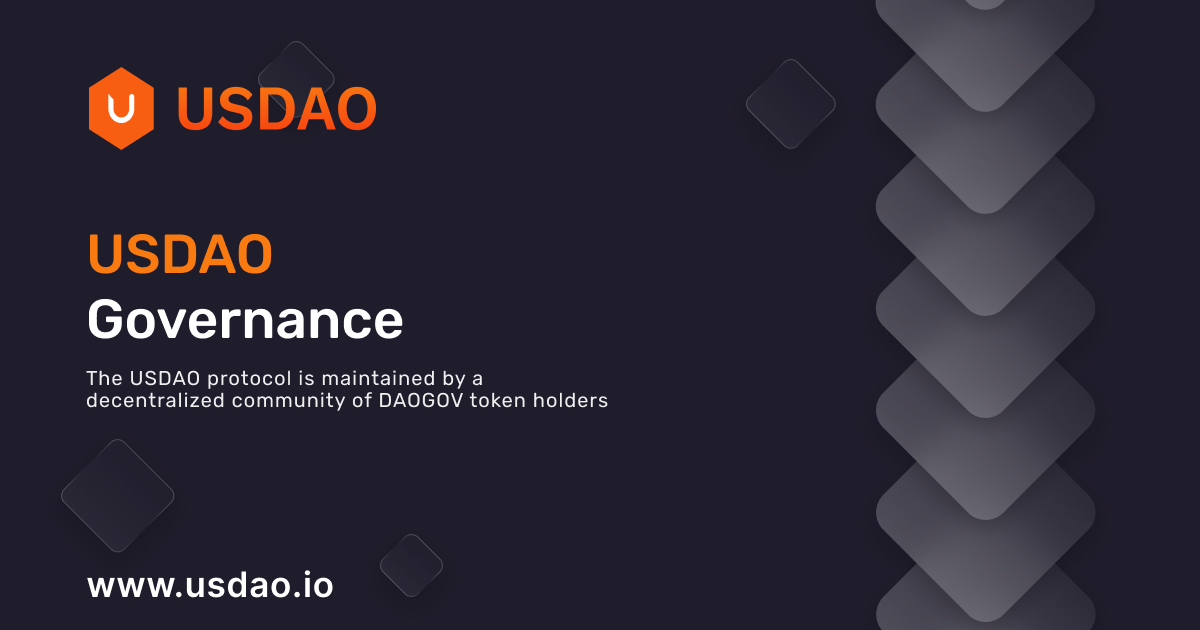 USDAO
USDAO
Governance
The USDAO protocol is maintained by a
decentralized community of DAOGOV token holders
www.usdao.io